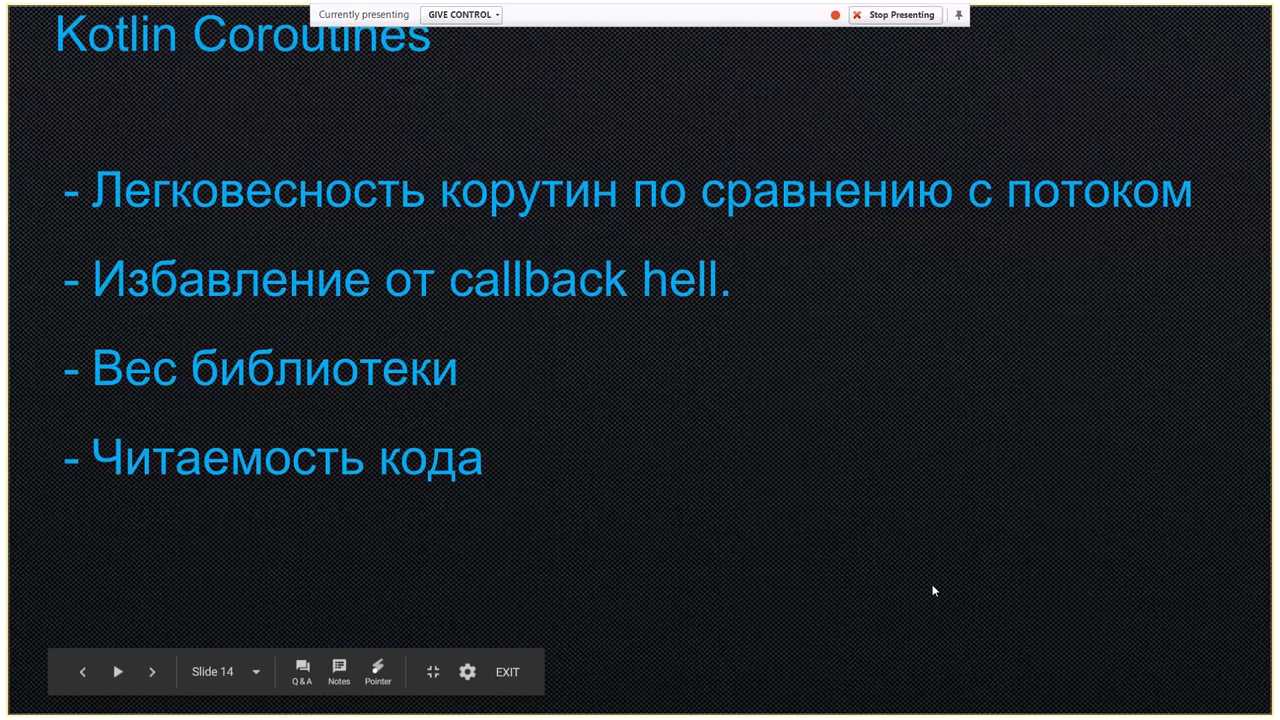 Currently presenting GIVE CONTROL Stop Presenting
Kotlin Coroutines
- Легковесность корутин по сравнению с потоком
- Избавление от callback hell.
- Вес библиотеки
- Читаемость кода
Slide 14 Q & A Notes Pointer EXIT